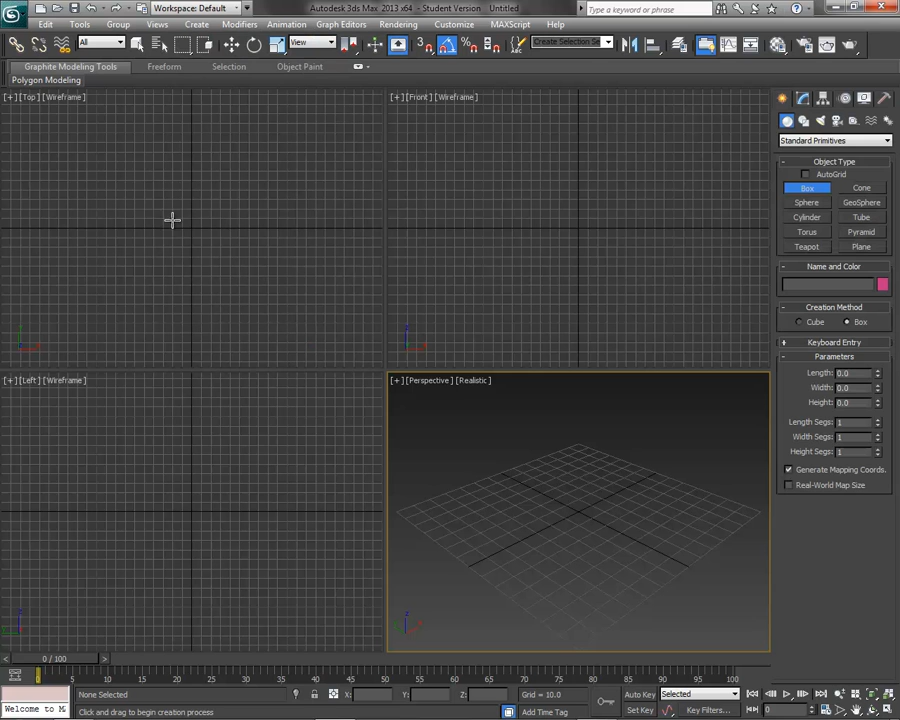 Workspace: Default
Autodesk 3ds Max 2013 x64 - Student Version
Untitled
Type a keyword or phrase
Edit Tools Group Views Create Modifiers Animation Graph Editors Rendering Customize MAXScript Help
All
View
3
%
Create Selection Se
Graphite Modeling Tools Freeform Selection Object Paint
Polygon Modeling
[+] [Top] [Wireframe]
[+] [Front] [Wireframe]
Standard Primitives
Object Type
AutoGrid
Box Cone
Sphere GeoSphere
Cylinder Tube
Torus Pyramid
Teapot Plane
Name and Color
Creation Method
Cube Box
Keyboard Entry
Parameters
Length: 0.0
Width: 0.0
Height: 0.0
Length Segs: 1
Width Segs: 1
Height Segs: 1
Generate Mapping Coords.
Real-World Map Size
[+] [Left] [Wireframe]
[+] [Perspective] [Realistic]
< 0 / 100 >
0 5 10 15 20 25 30 35 40 45 50 55 60 65 70 75 80 85 90 95 100
None Selected
X: Y: Z:
Grid = 10.0
Auto Key
Selected
Welcome to M
Click and drag to begin creation process
Add Time Tag
Set Key
Key Filters...
0